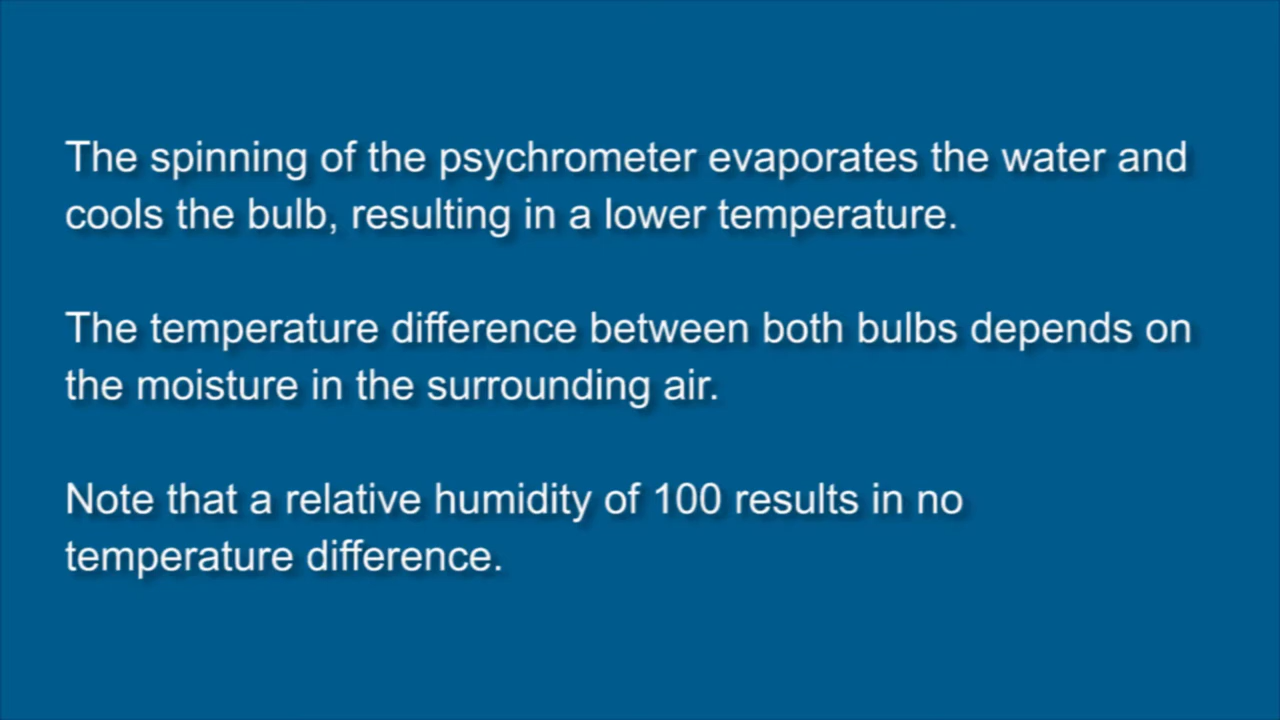 The spinning of the psychrometer evaporates the water and
cools the bulb, resulting in a lower temperature.
The temperature difference between both bulbs depends on
the moisture in the surrounding air.
Note that a relative humidity of 100 results in no
temperature difference.